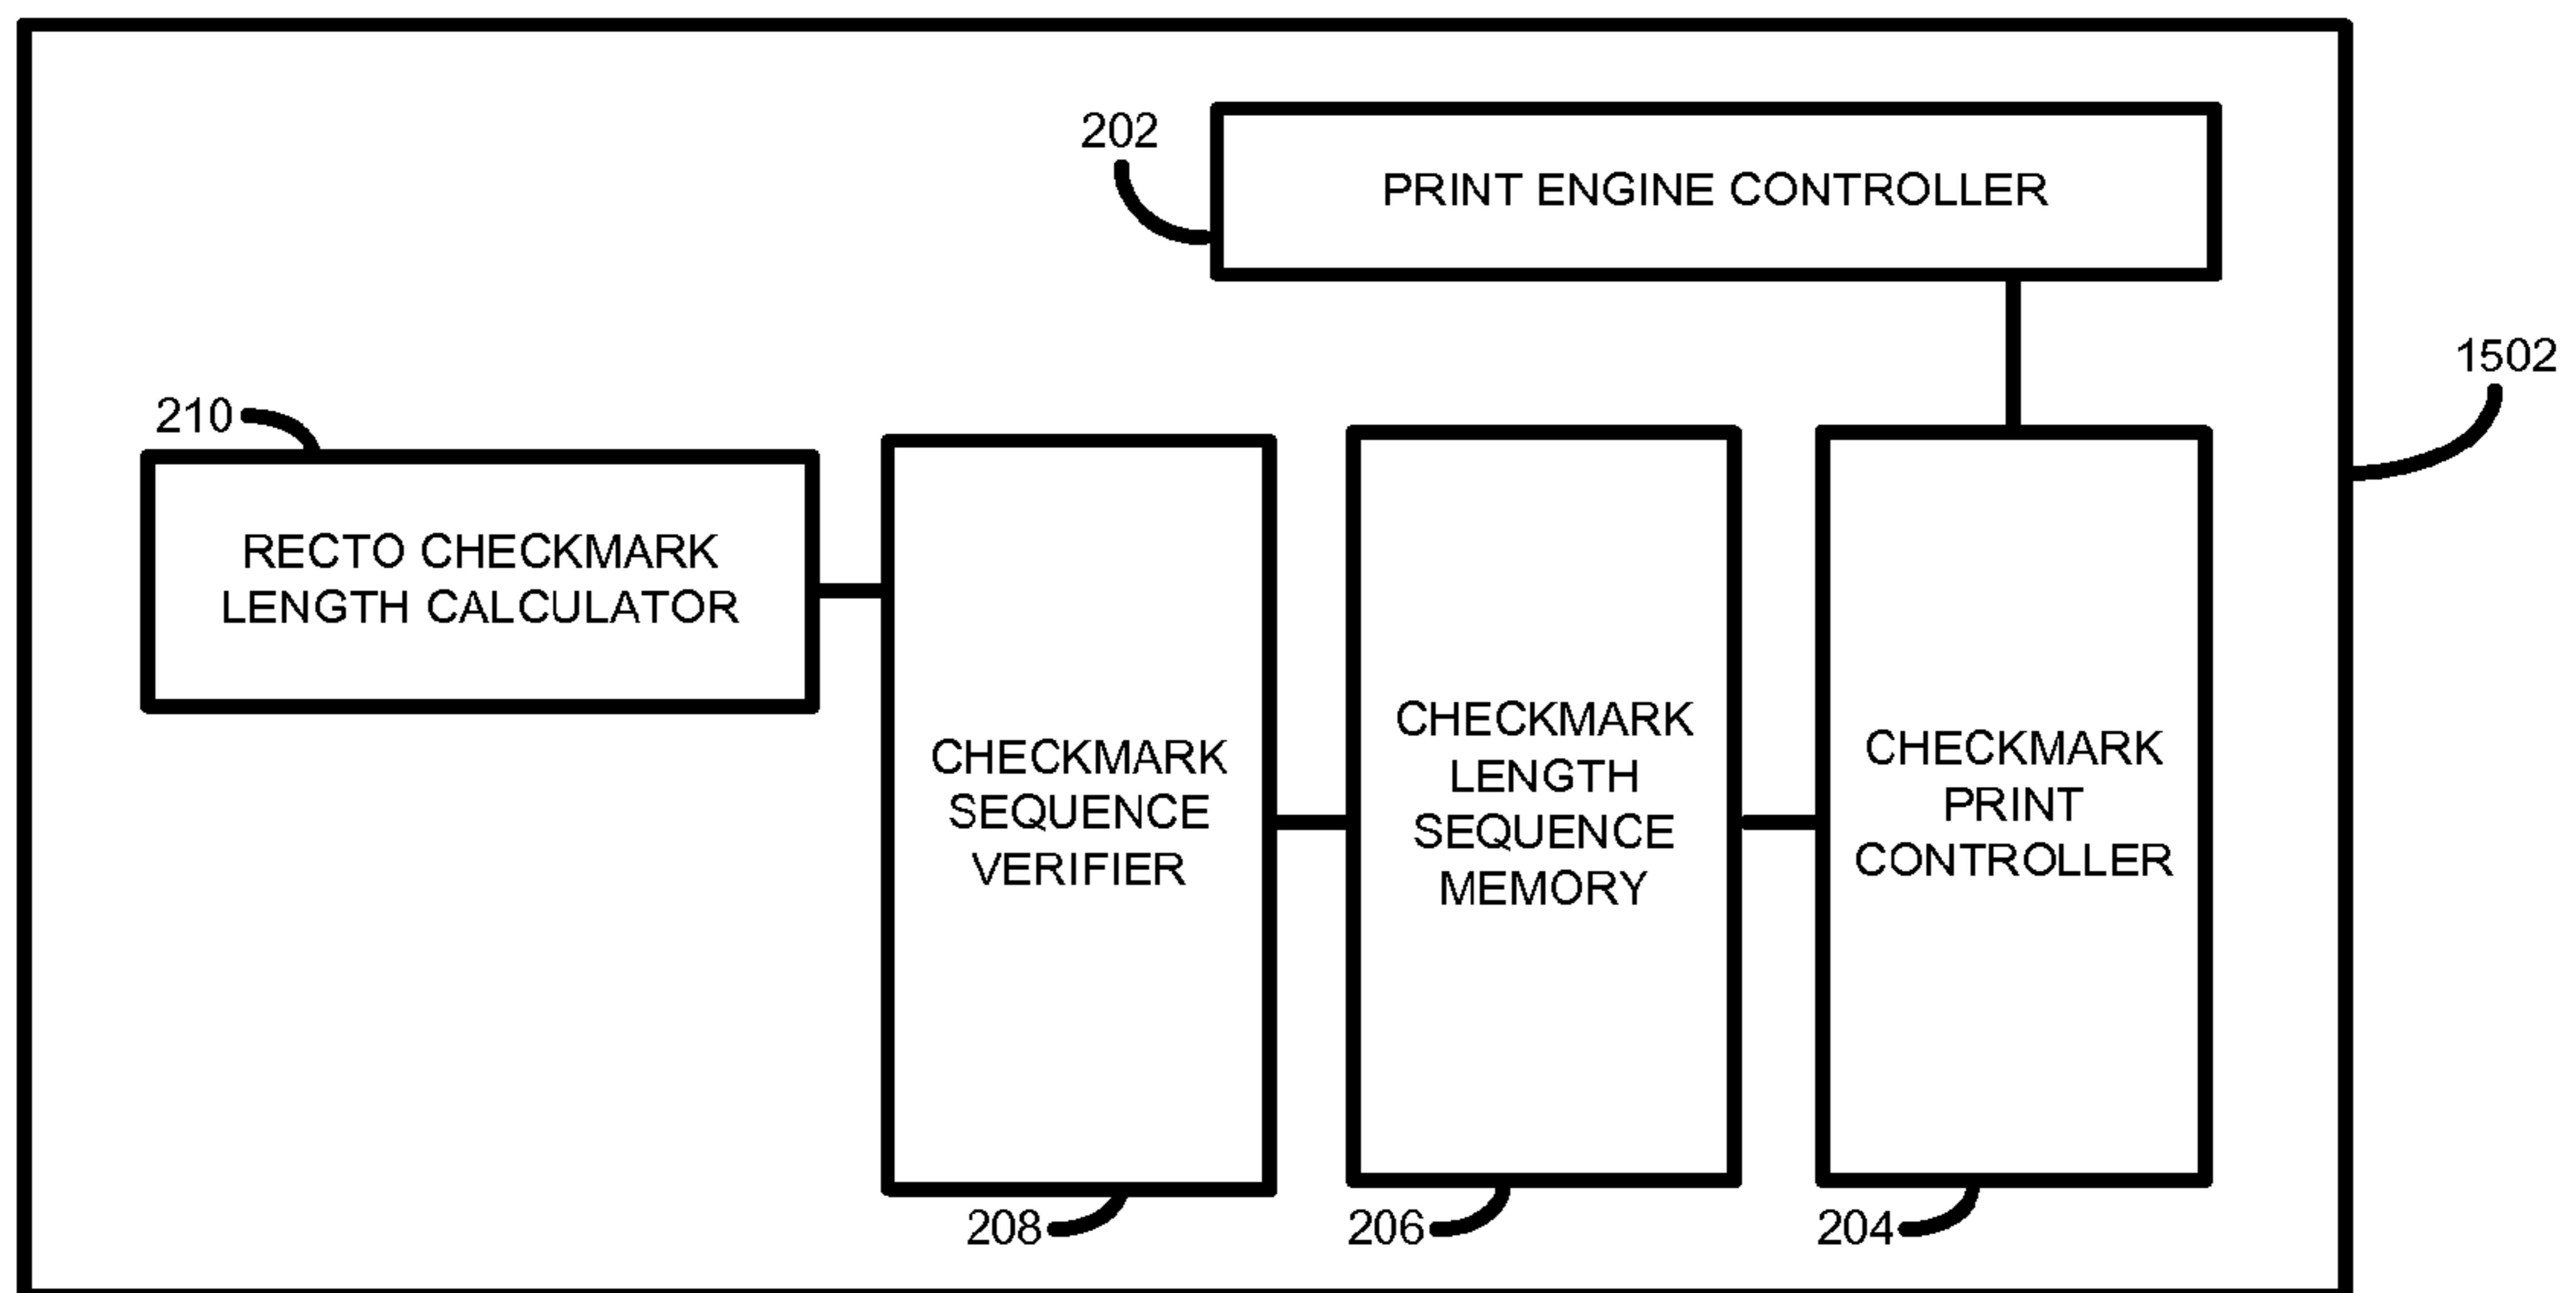 202
PRINT ENGINE CONTROLLER
1502
210
RECTO CHECKMARK
LENGTH CALCULATOR
CHECKMARK
SEQUENCE
VERIFIER
CHECKMARK
LENGTH
SEQUENCE
MEMORY
CHECKMARK
PRINT
CONTROLLER
208
206
204